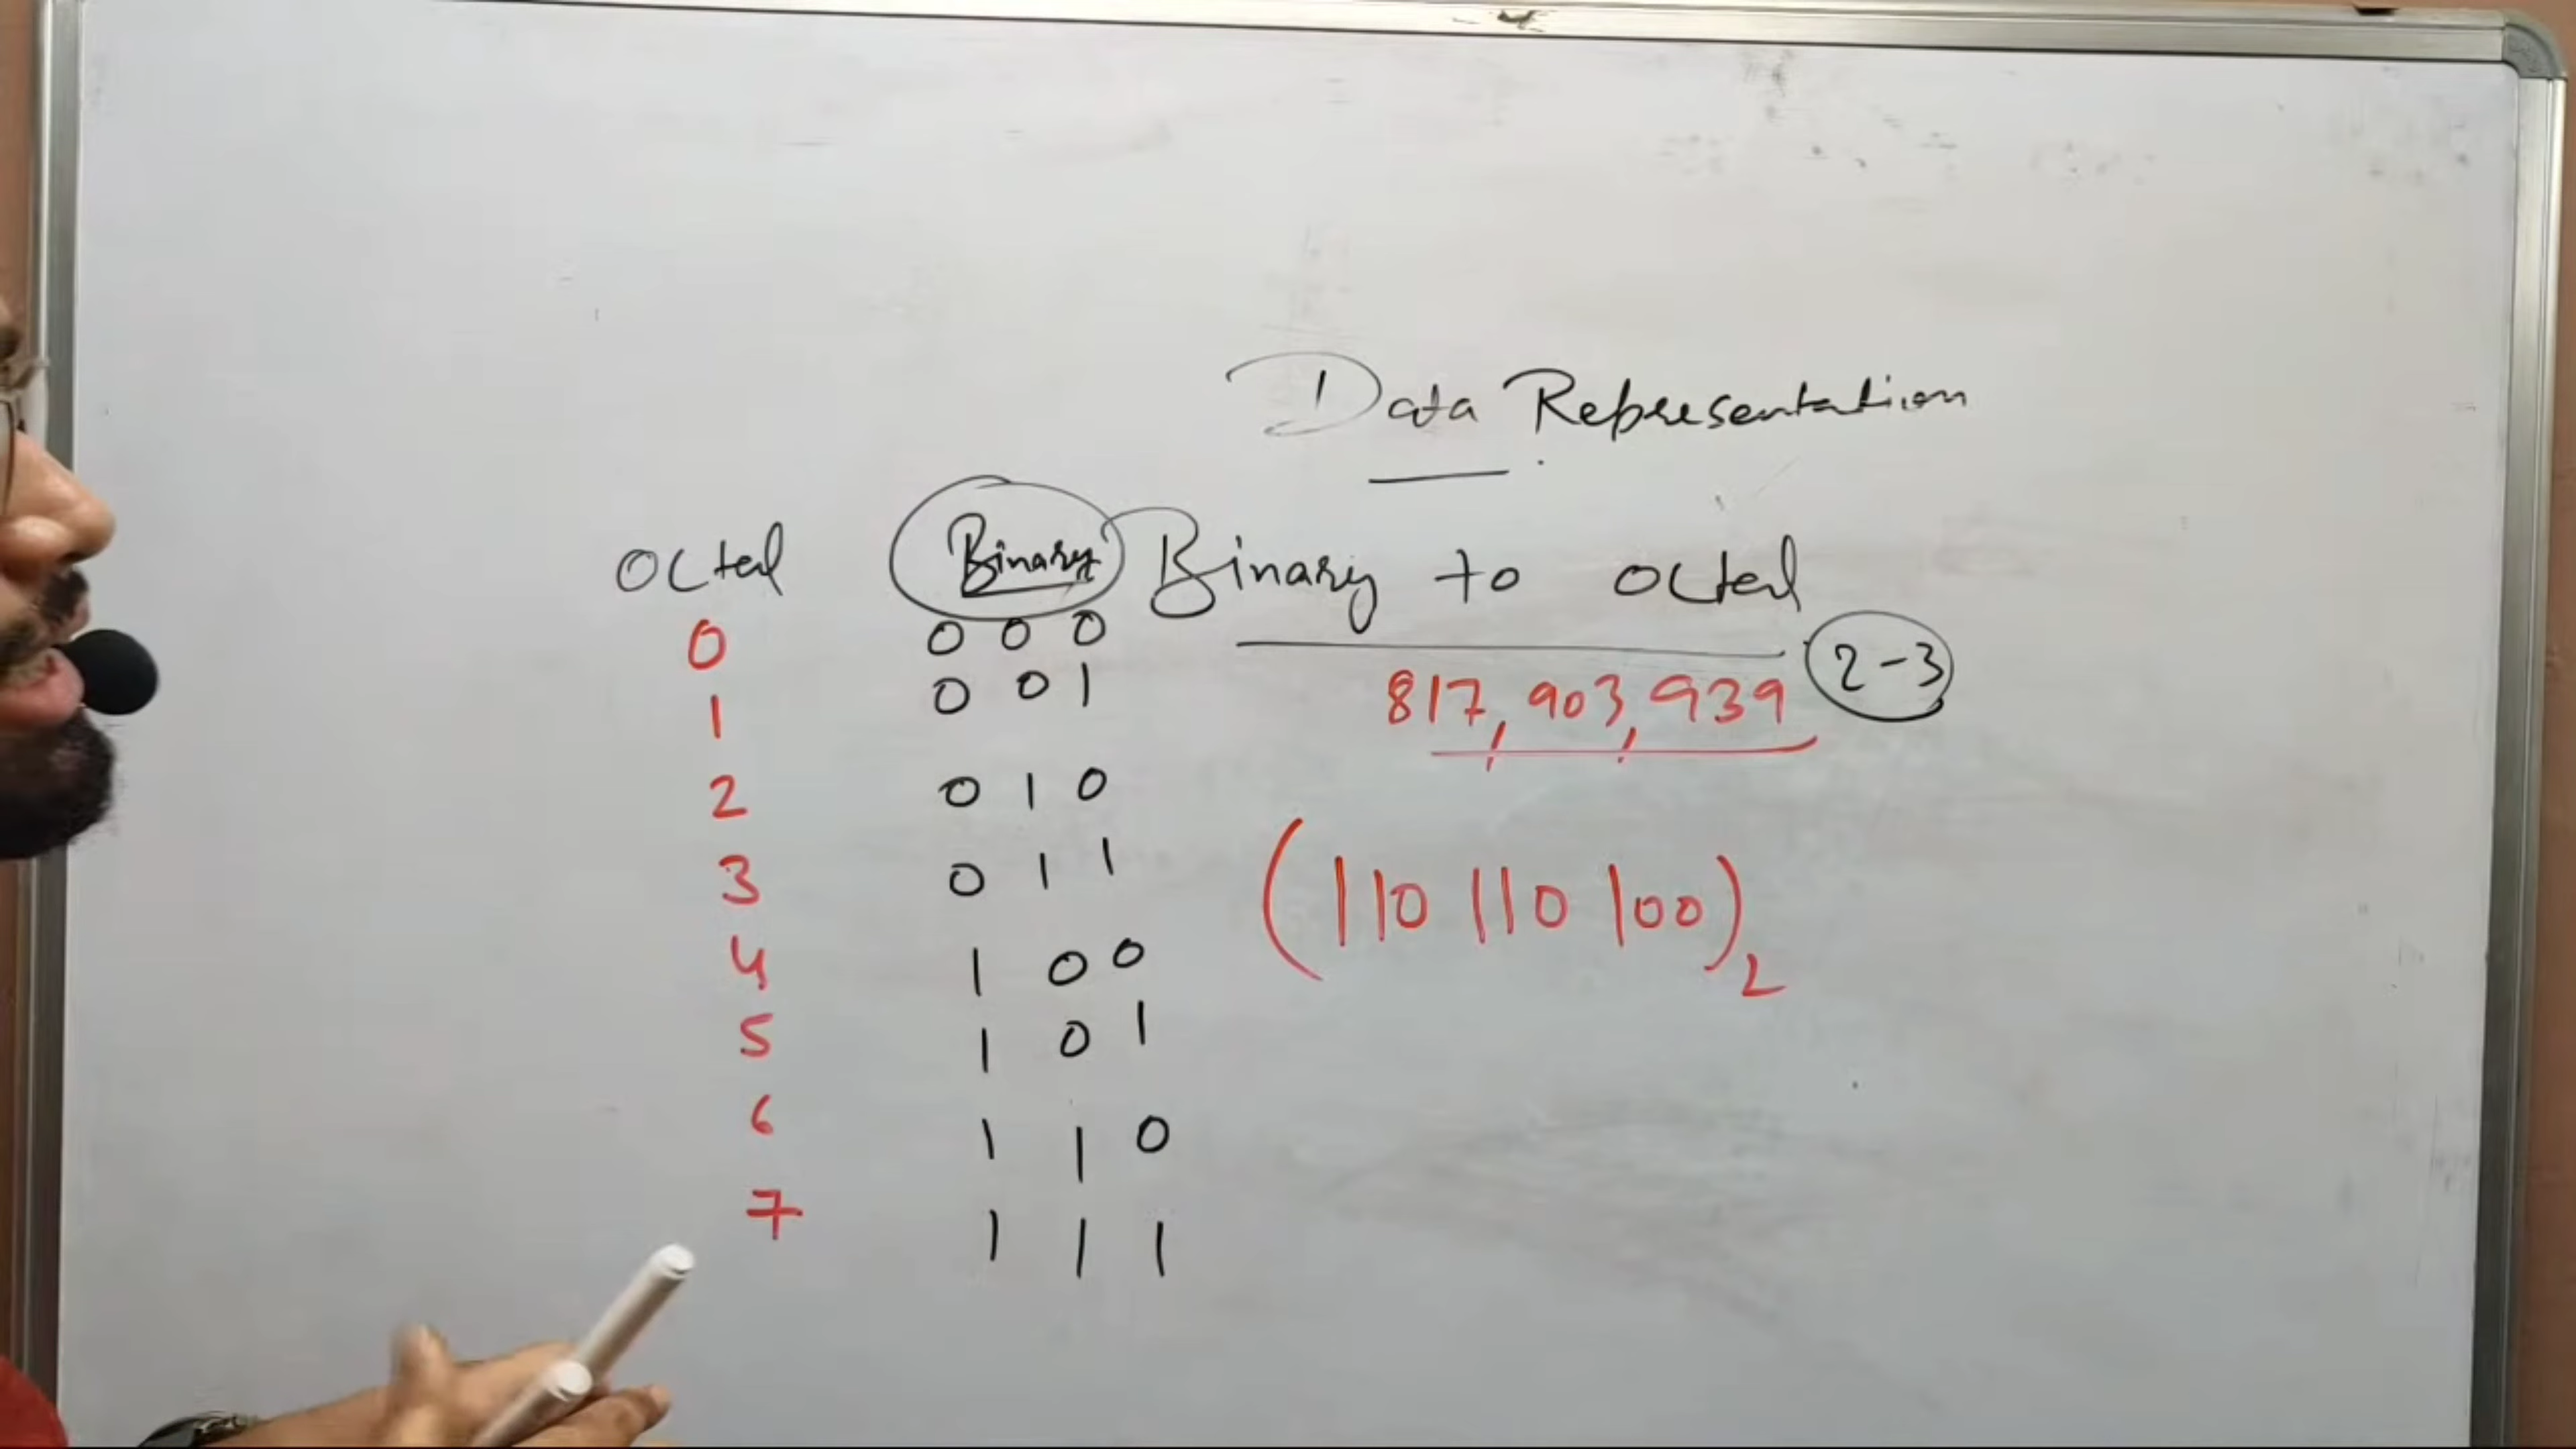 Data Representation
Octal Binary Binary to Octal
0 0 0 0
2-3
1 0 0 1
817,903,939
2 0 1 0
3 0 1 1
(110 110 100)2
4 1 0 0
5 1 0 1
6 1 1 0
7 1 1 1